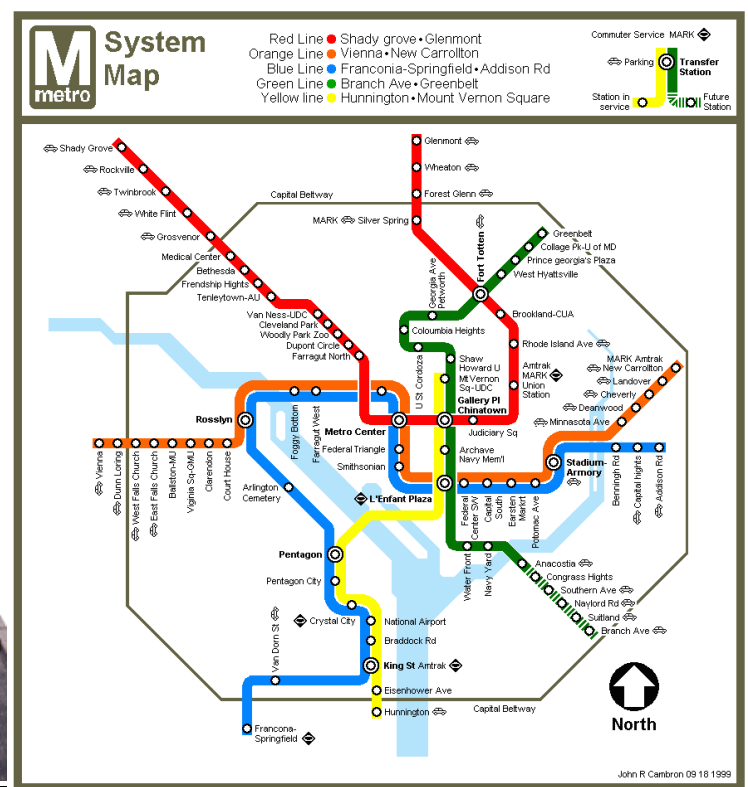 M
metro
System
Map
Red Line Shady grove•Glenmont
Orange Line Vienna•New Carrollton
Blue Line Franconia-Springfield•Addison Rd
Green Line Branch Ave•Greenbelt
Yellow line Hunnington•Mount Vernon Square
Commuter Service MARK
Parking
Transfer
Station
Station in
service
Future
Station
Shady Grove
Rockville
Twinbrook
White Flint
Grosvenor
Medical Center
Bethesda
Frendship Hights
Tenleytown-AU
Van Ness-UDC
Cleveland Park
Woodly Park Zoo
Dupont Circle
Farragut North
Capital Beltway
Glenmont
Wheaton
Forest Glenn
MARK Silver Spring
Fort Totten
Greenbelt
Collage Pk-U of MD
Prince georgia's Plaza
West Hyattsville
Georgia Ave
Petworth
Coloumbia Heights
U St Cordoza
Brookland-CUA
Rhode Island Ave
Amtrak
MARK
Union
Station
Shaw
Howard U
Mt Vernon
Sq-UDC
Gallery Pl
Chinatown
Judiciary Sq
MARK Amtrak
New Carrollton
Landover
Cheverly
Deanwood
Minnasota Ave
Rosslyn
Foggy Bottom
Farragut West
Metro Center
Federal Triangle
Smithsonian
Archave
Navy Mem'l
L'Enfant Plaza
Vienna
Dunn Loring
West Falls Church
East Falls Church
Ballston-MU
Viginia Sq-GMU
Clarendon
Court House
Federal
Center SW
Capital
South
Earsten
Markrt
Potomac Ave
Stadium-
Armory
Benningh Rd
Capital hights
Addison Rd
Arlington
Cemetery
Pentagon
Pentagon City
Crystal City
National Airport
Braddock Rd
King St Amtrak
Eisenhower Ave
Hunnington
Van Dorn St
Francona-
Springfield
Water Front
Navy Yard
Anacostia
Congrass Hights
Southern Ave
Naylord Rd
Suitland
Branch Ave
Capital Beltway
North
John R Cambron 09 18 1999